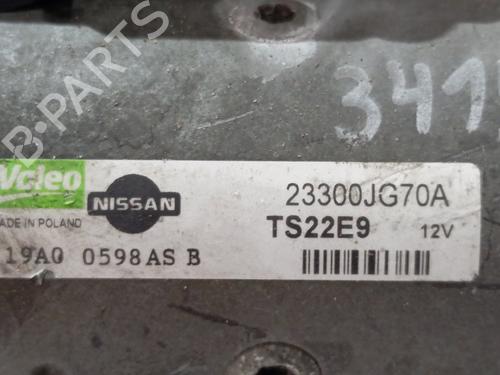 B-PARTS
341
Valeo
NISSAN
23300JG70A
MADE IN POLAND
TS22E9
12V
19A0 0598AS B